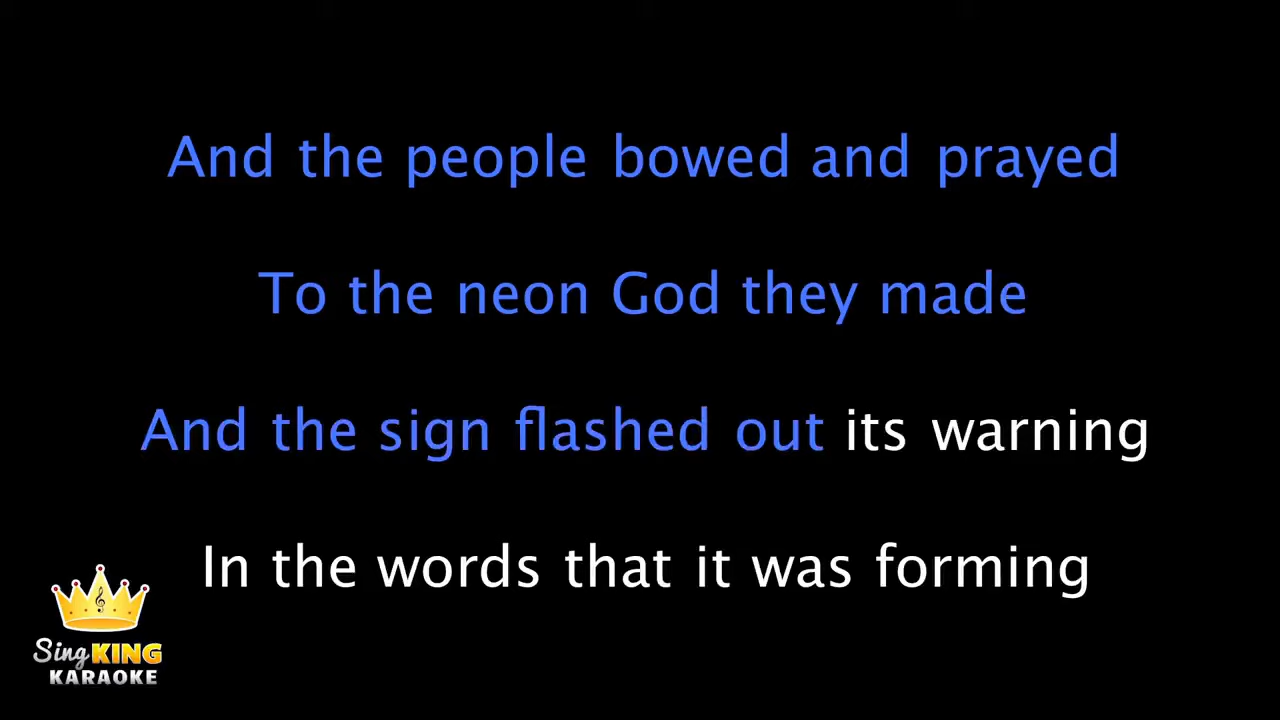 And the people bowed and prayed
To the neon God they made
And the sign flashed out its warning
In the words that it was forming
Sing KING
KARAOKE